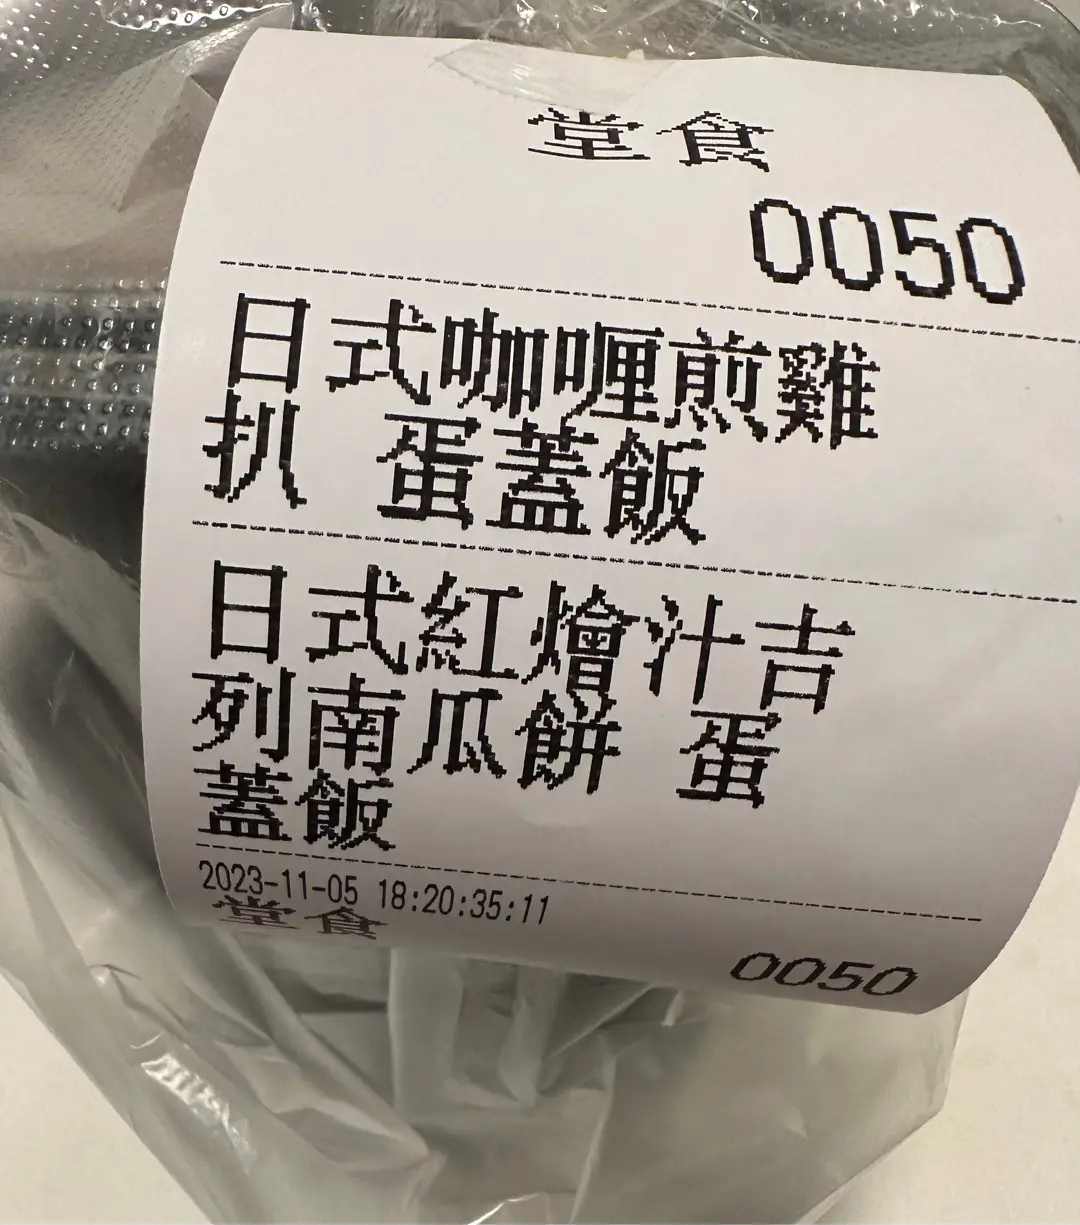 堂食
0050
日式咖喱煎雞
扒 蛋蓋飯
日式紅燴汁吉
列南瓜餅 蛋
蓋飯
2023-11-05 18:20:35:11
堂食
0050